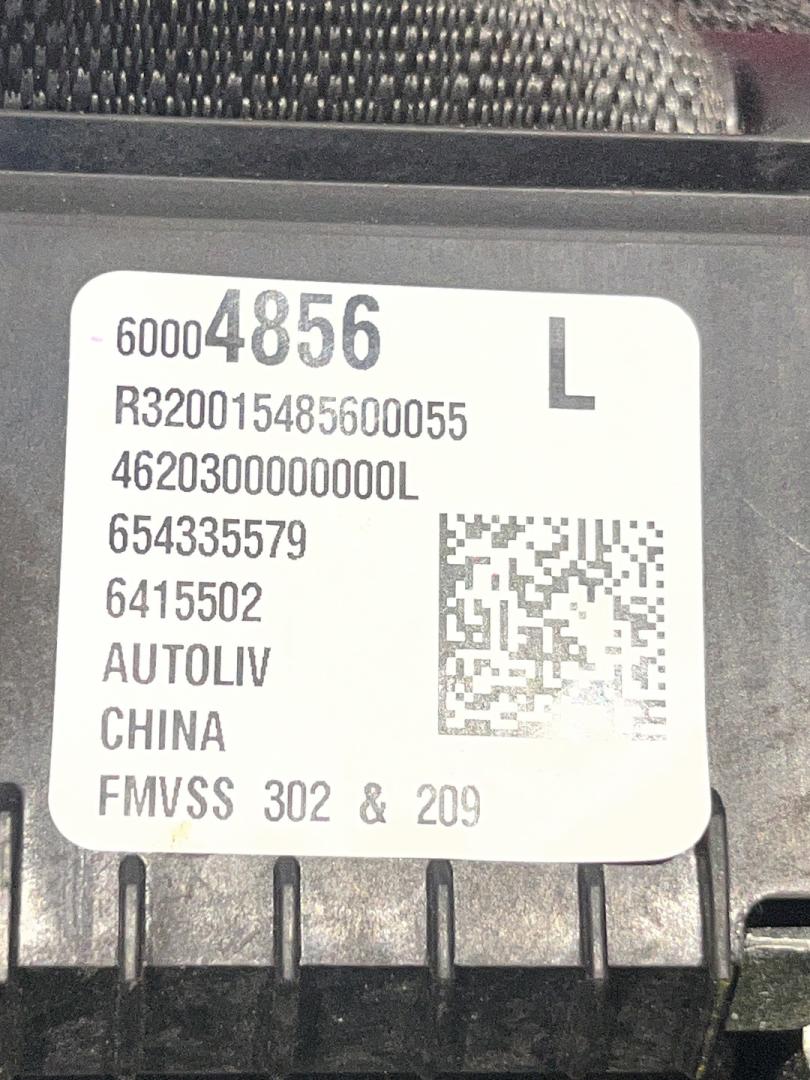 60004856 L
R320015485600055
4620300000000L
654335579
6415502
AUTOLIV
CHINA
FMVSS 302 & 209